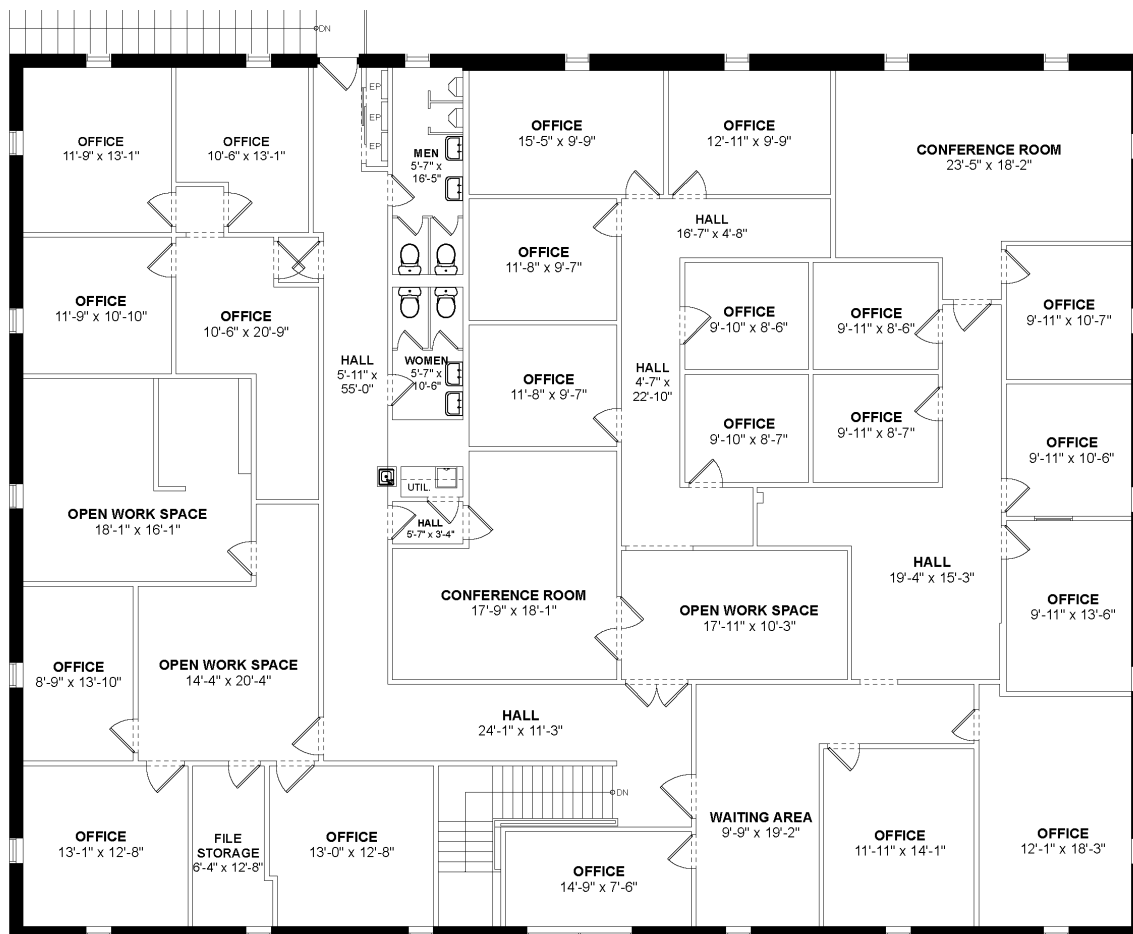 DN
EP
EP
EP
OFFICE
11'-9" x 13'-1"
OFFICE
10'-6" x 13'-1"
MEN
5'-7" x
16'-5"
OFFICE
15'-5" x 9'-9"
OFFICE
12'-11" x 9'-9"
CONFERENCE ROOM
23'-5" x 18'-2"
HALL
16'-7" x 4'-8"
OFFICE
11'-8" x 9'-7"
OFFICE
11'-9" x 10'-10"
OFFICE
10'-6" x 20'-9"
OFFICE
9'-10" x 8'-6"
OFFICE
9'-11" x 8'-6"
OFFICE
9'-11" x 10'-7"
HALL
5'-11" x
55'-0"
WOMEN
5'-7" x
10'-6"
OFFICE
11'-8" x 9'-7"
HALL
4'-7" x
22'-10"
OFFICE
9'-10" x 8'-7"
OFFICE
9'-11" x 8'-7"
OFFICE
9'-11" x 10'-6"
UTIL.
HALL
5'-7" x 3'-4"
OPEN WORK SPACE
18'-1" x 16'-1"
HALL
19'-4" x 15'-3"
CONFERENCE ROOM
17'-9" x 18'-1"
OPEN WORK SPACE
17'-11" x 10'-3"
OFFICE
9'-11" x 13'-6"
OFFICE
8'-9" x 13'-10"
OPEN WORK SPACE
14'-4" x 20'-4"
HALL
24'-1" x 11'-3"
DN
OFFICE
13'-1" x 12'-8"
FILE
STORAGE
6'-4" x 12'-8"
OFFICE
13'-0" x 12'-8"
WAITING AREA
9'-9" x 19'-2"
OFFICE
11'-11" x 14'-1"
OFFICE
12'-1" x 18'-3"
OFFICE
14'-9" x 7'-6"